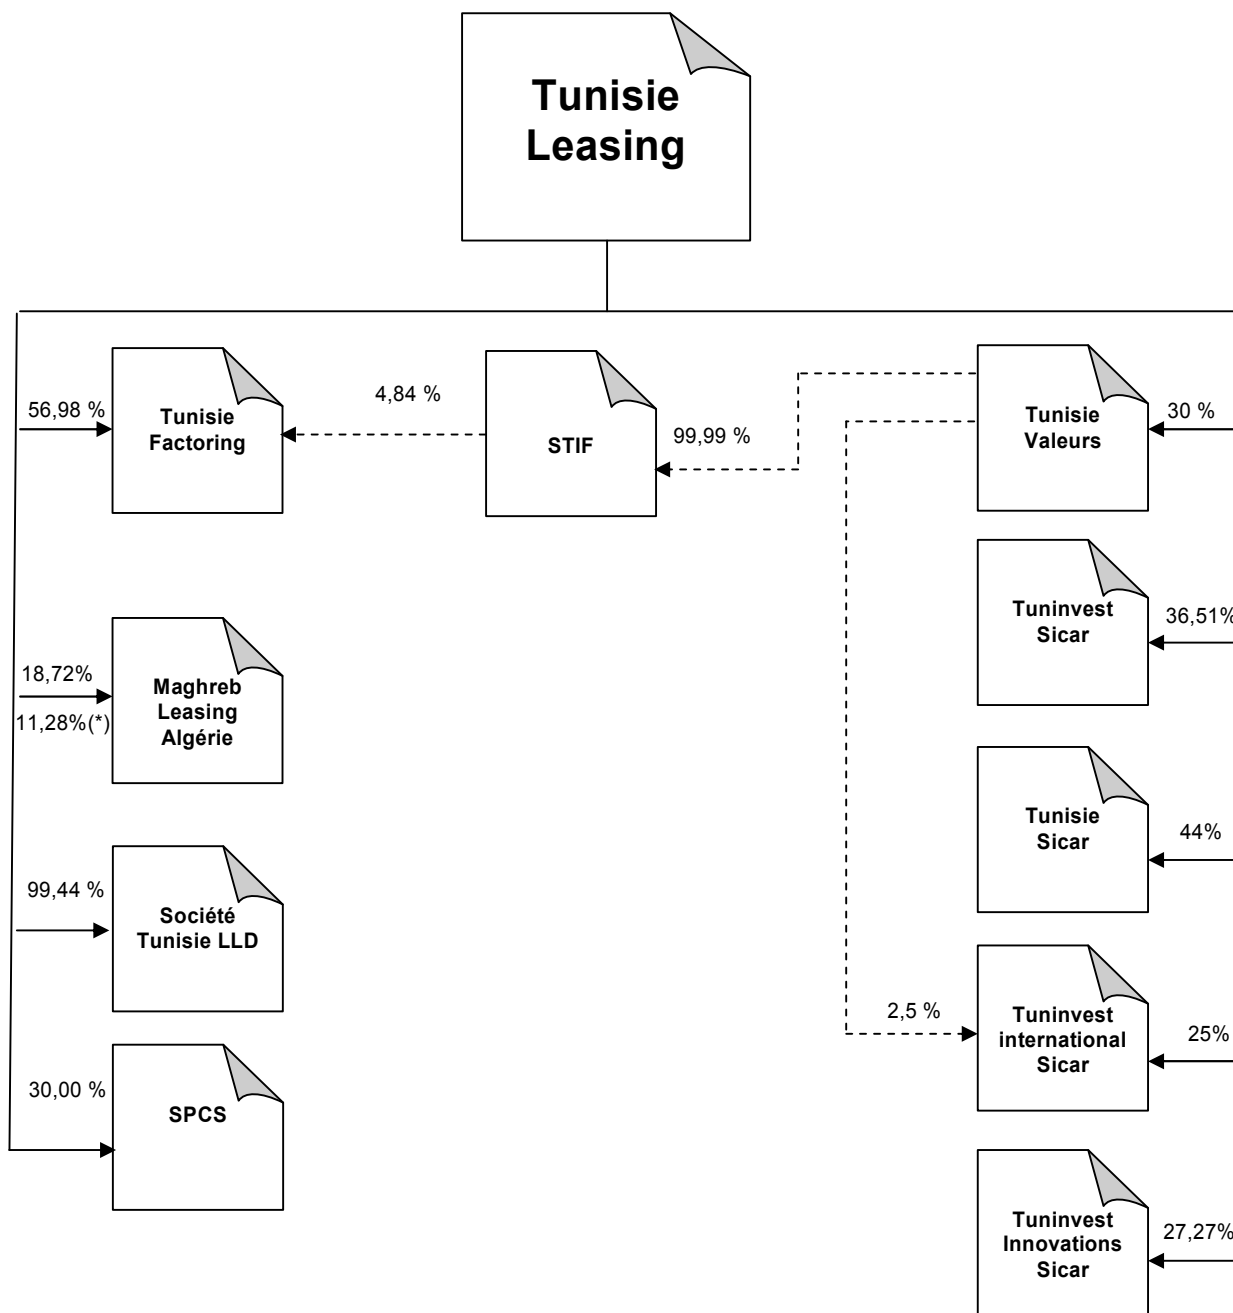 Tunisie
Leasing
56,98 %
Tunisie
Factoring
4,84 %
STIF
99,99 %
Tunisie
Valeurs
30 %
Tuninvest
Sicar
36,51%
18,72%
11,28%(*)
Maghreb
Leasing
Algérie
Tunisie
Sicar
44%
99,44 %
Société
Tunisie LLD
2,5 %
Tuninvest
international
Sicar
25%
30,00 %
SPCS
Tuninvest
Innovations
Sicar
27,27%